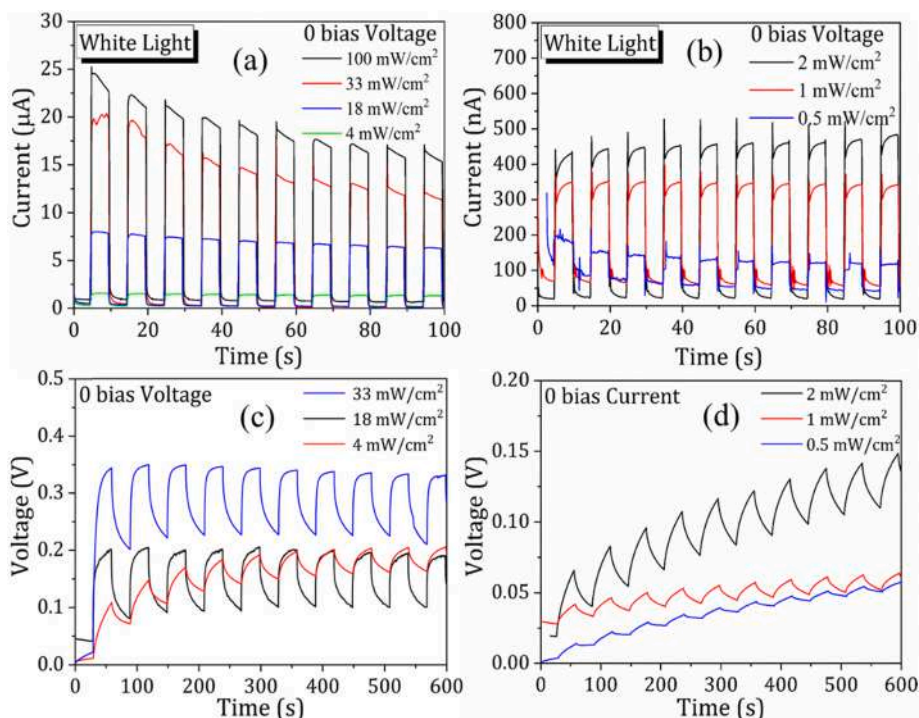 White Light
(a)
0 bias Voltage
100 mW/cm²
33 mW/cm²
18 mW/cm²
4 mW/cm²
Current (μA)
30
25
20
15
10
5
0
0 20 40 60 80 100
Time (s)
White Light
(b)
0 bias Voltage
2 mW/cm²
1 mW/cm²
0.5 mW/cm²
Current (nA)
800
700
600
500
400
300
200
100
0
0 20 40 60 80 100
Time (s)
0 bias Voltage
(c)
33 mW/cm²
18 mW/cm²
4 mW/cm²
Voltage (V)
0.5
0.4
0.3
0.2
0.1
0.0
0 100 200 300 400 500 600
Time (s)
0 bias Current
(d)
2 mW/cm²
1 mW/cm²
0.5 mW/cm²
Voltage (V)
0.20
0.15
0.10
0.05
0.00
0 100 200 300 400 500 600
Time (s)